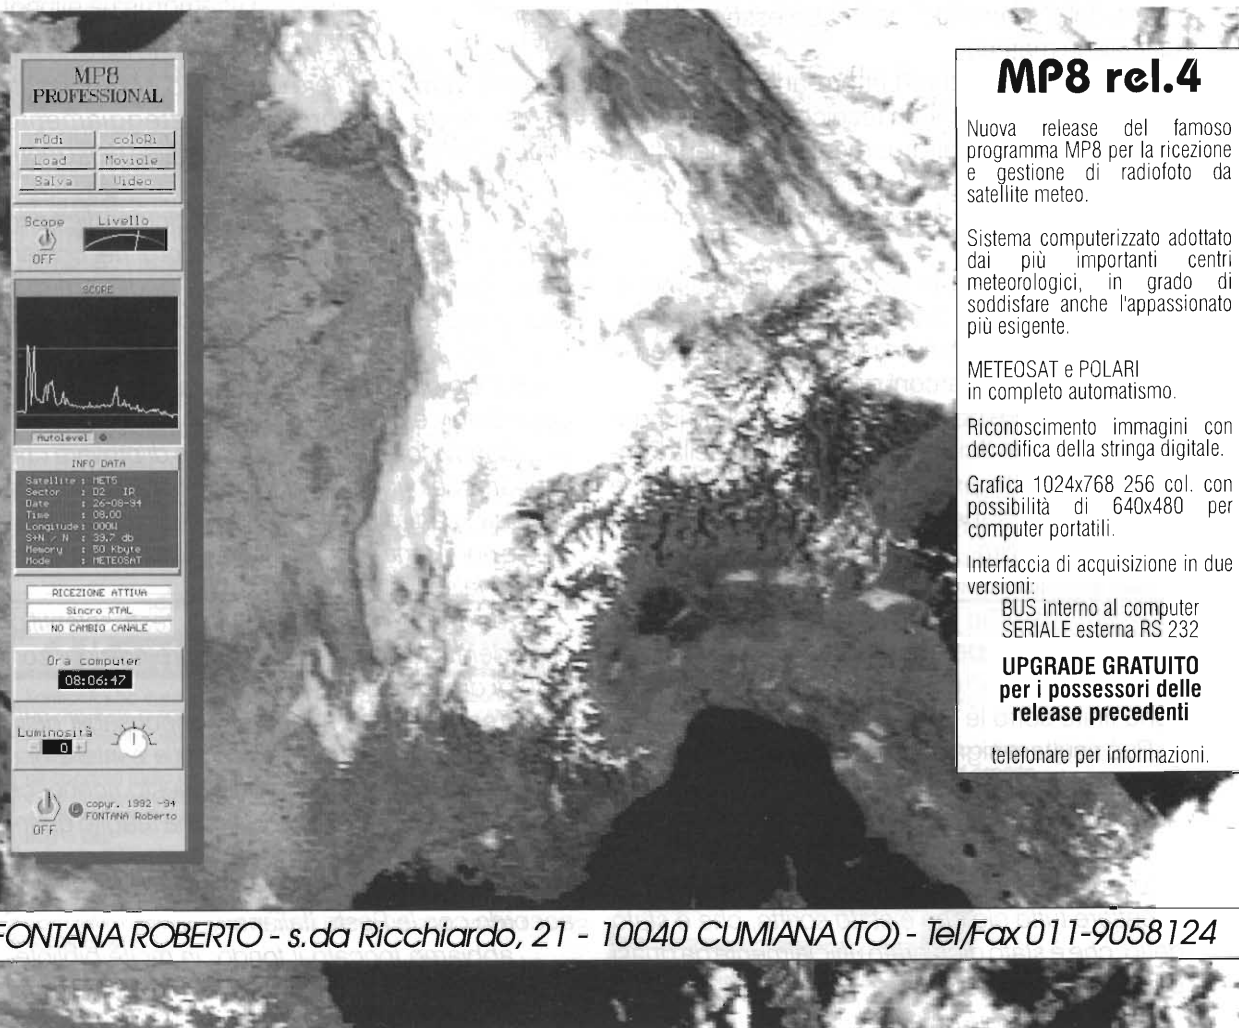 MP8
PROFESSIONAL
mOdi
coloRi
Load
Moviole
Salva
Video
Scope
Livello
OFF
SCOPE
Autolevel
INFO DATA
Satellite : MET5
Sector : D2 IR
Date : 26-08-94
Time : 08.00
Longitude: 000W
S+N / N : 39,7 db
Memory : 50 Kbyte
Mode : METEOSAT
RICEZIONE ATTIVA
Sincro XTAL
NO CAMBIO CANALE
Ora computer
08:06:47
Luminosità
- 0 +
OFF
copyr. 1992 -94
FONTANA Roberto
MP8 rel.4
Nuova release del famoso
programma MP8 per la ricezione
e gestione di radiofoto da
satellite meteo.
Sistema computerizzato adottato
dai più importanti centri
meteorologici, in grado di
soddisfare anche l'appassionato
più esigente.
METEOSAT e POLARI
in completo automatismo.
Riconoscimento immagini con
decodifica della stringa digitale.
Grafica 1024x768 256 col. con
possibilità di 640x480 per
computer portatili.
Interfaccia di acquisizione in due
versioni:
BUS interno al computer
SERIALE esterna RS 232
UPGRADE GRATUITO
per i possessori delle
release precedenti
telefonare per informazioni.
FONTANA ROBERTO - s.da Ricchiardo, 21 - 10040 CUMIANA (TO) - Tel/Fax 011-9058124